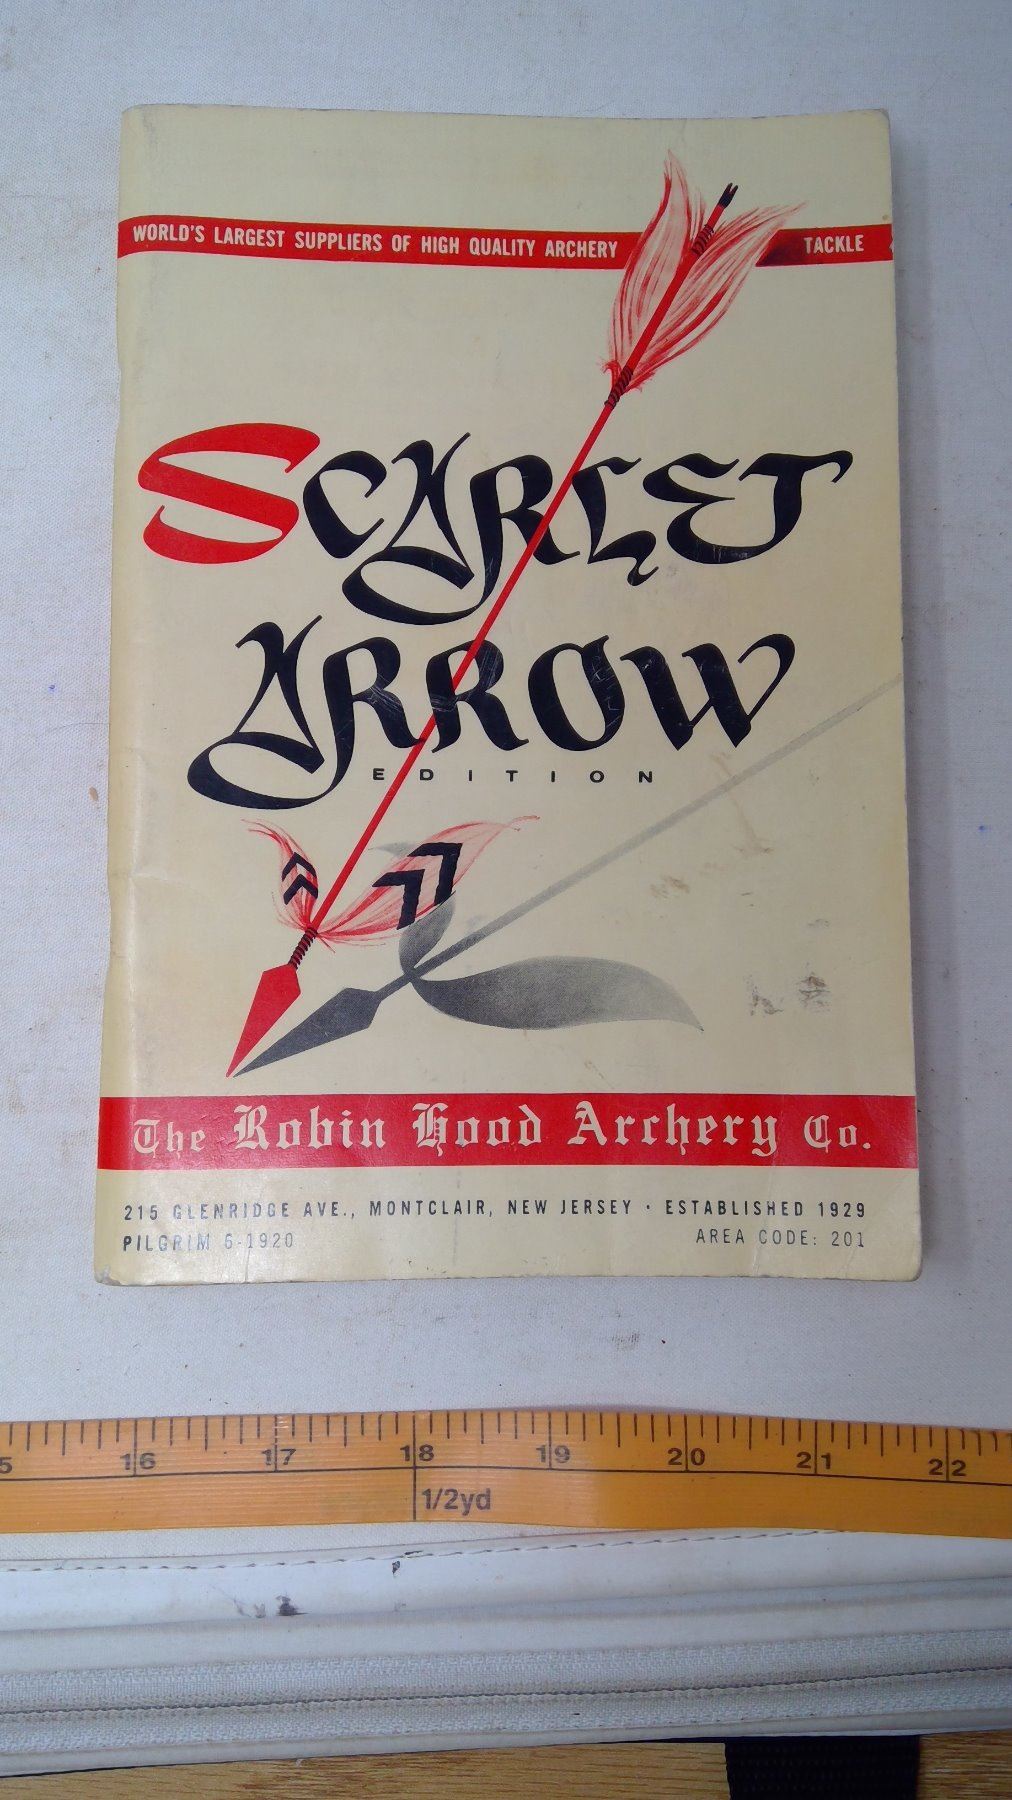 WORLD'S LARGEST SUPPLIERS OF HIGH QUALITY ARCHERY TACKLE
SCARLET
ARROW
EDITION
The Robin Hood Archery Co.
215 GLENRIDGE AVE., MONTCLAIR, NEW JERSEY · ESTABLISHED 1929
PILGRIM 6-1920 AREA CODE: 201
5 16 17 18 19 20 21 22
1/2yd